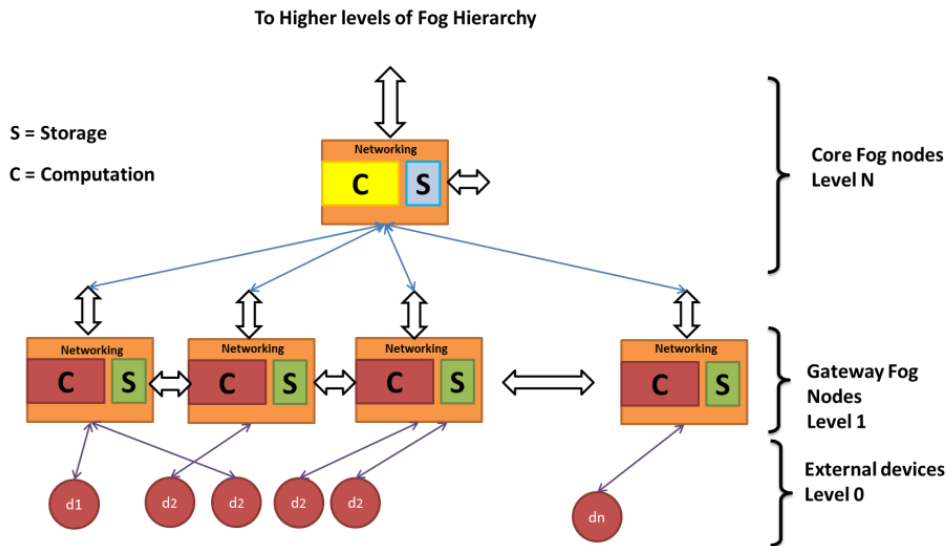 To Higher levels of Fog Hierarchy
S = Storage
C = Computation
Networking
C
S
Core Fog nodes
Level N
Networking
C
S
Networking
C
S
Networking
C
S
Networking
C
S
Gateway Fog
Nodes
Level 1
d1
d2
d2
d2
d2
dn
External devices
Level 0